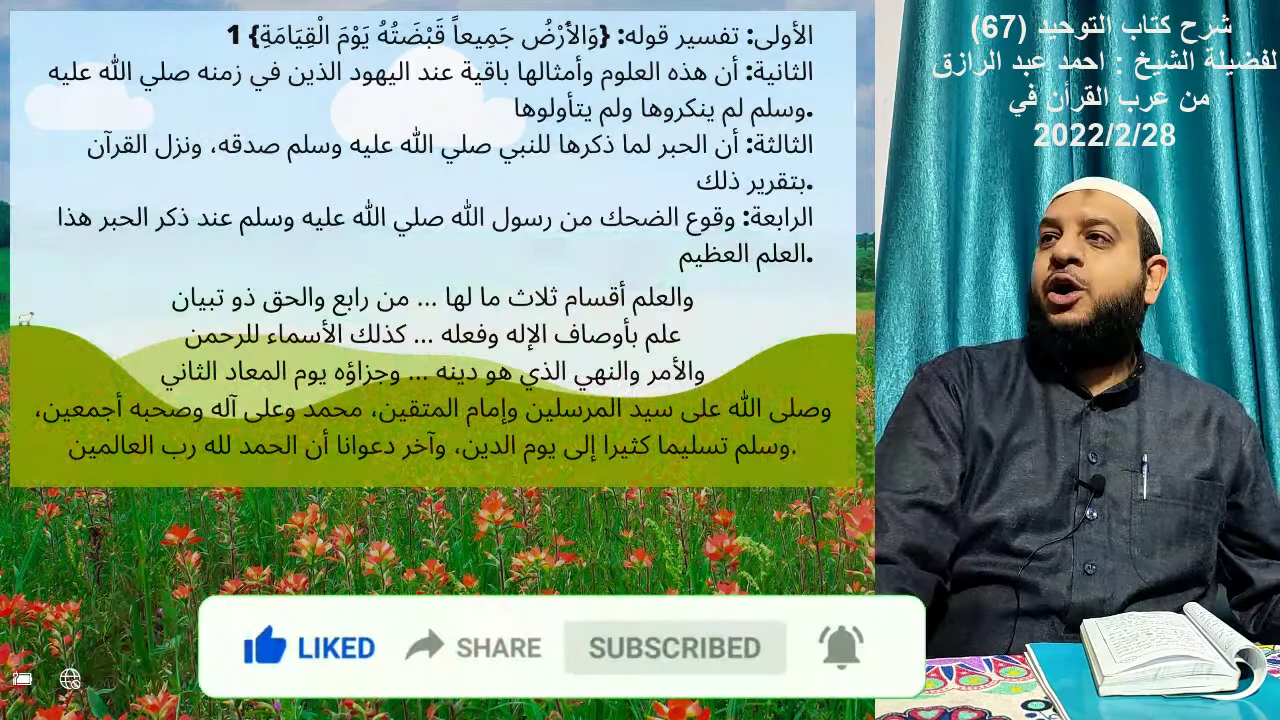 شرح كتاب التوحيد (67)
لفضيلة الشيخ : احمد عبد الرازق
من عرب القرأن في
2022/2/28
الأولى: تفسير قوله: {وَالأَرْضُ جَمِيعاً قَبْضَتُهُ يَوْمَ الْقِيَامَةِ} 1
الثانية: أن هذه العلوم وأمثالها باقية عند اليهود الذين في زمنه صلي الله عليه
وسلم لم ينكروها ولم يتأولوها.
الثالثة: أن الحبر لما ذكرها للنبي صلي الله عليه وسلم صدقه، ونزل القرآن
بتقرير ذلك.
الرابعة: وقوع الضحك من رسول الله صلي الله عليه وسلم عند ذكر الحبر هذا
العلم العظيم.
والعلم أقسام ثلاث ما لها ... من رابع والحق ذو تبيان
علم بأوصاف الإله وفعله ... كذلك الأسماء للرحمن
والأمر والنهي الذي هو دينه ... وجزاؤه يوم المعاد الثاني
وصلى الله على سيد المرسلين وإمام المتقين، محمد وعلى آله وصحبه أجمعين،
وسلم تسليما كثيرا إلى يوم الدين، وآخر دعوانا أن الحمد لله رب العالمين.
LIKED SHARE SUBSCRIBED